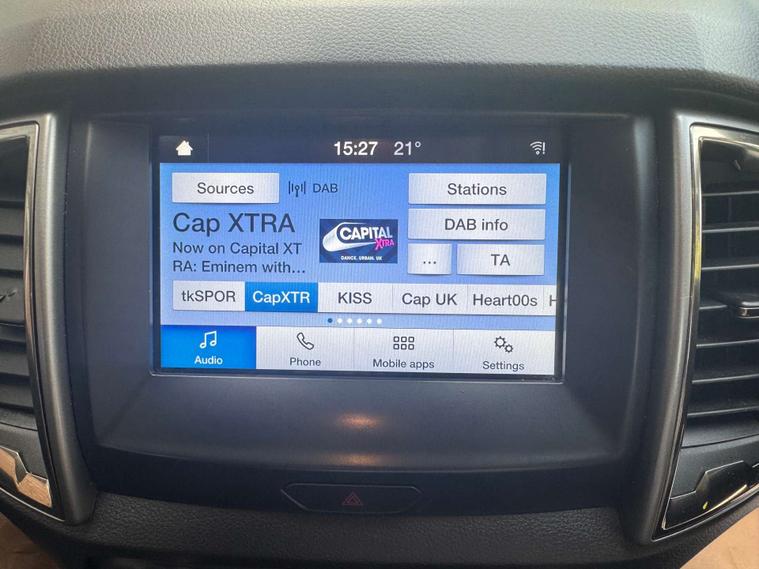 15:27 21°
Sources DAB Stations
Cap XTRA
CAPITAL
XTRA
DANCE. URBAN. UK
DAB info
Now on Capital XT
RA: Eminem with...
... TA
tkSPOR CapXTR KISS Cap UK Heart00s H
Audio Phone Mobile apps Settings